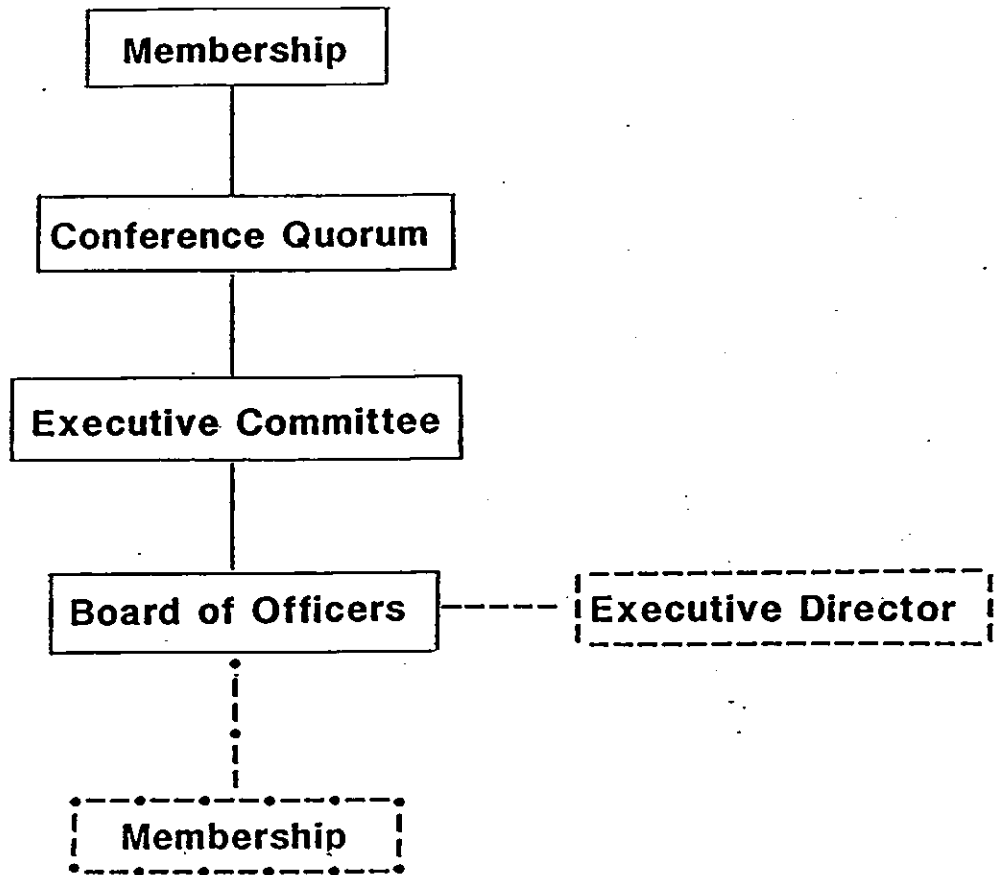 Membership
Conference Quorum
Executive Committee
Board of Officers
Executive Director
Membership